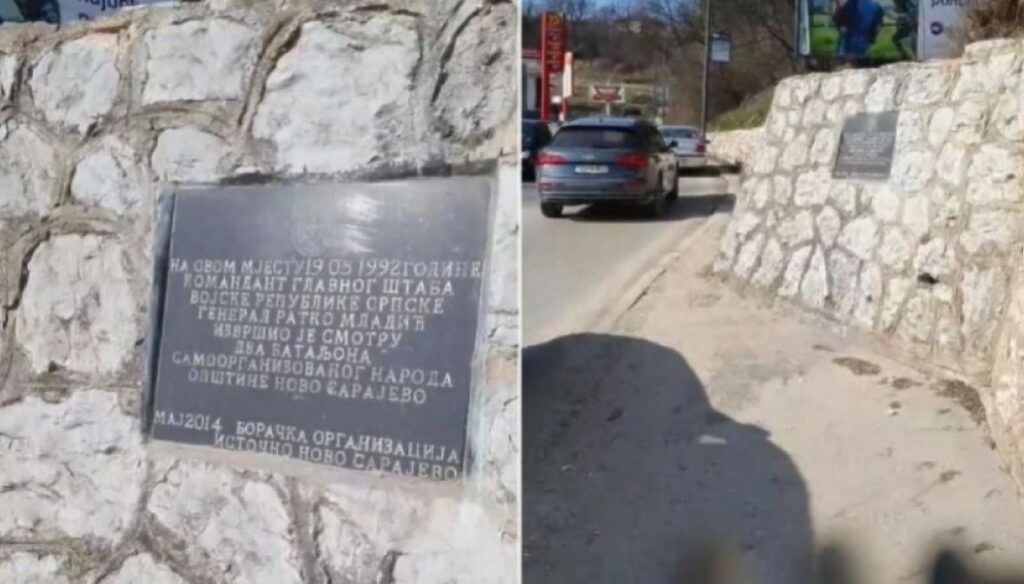 НА ОВОМ МЈЕСТУ 19 05 1992 ГОДИНЕ
КОМАНДАНТ ГЛАВНОГ ШТАБА
ВОЈСКЕ РЕПУБЛИКЕ СРПСКЕ
ГЕНЕРАЛ РАТКО МЛАДИЋ
ИЗВРШИО ЈЕ СМОТРУ
ДВА БАТАЉОНА
САМООРГАНИЗОВАНОГ НАРОДА
ОПШТИНЕ НОВО САРАЈЕВО
МАЈ 2014 БОРАЧКА ОРГАНИЗАЦИЈА
ИСТОЧНО НОВО САРАЈЕВО